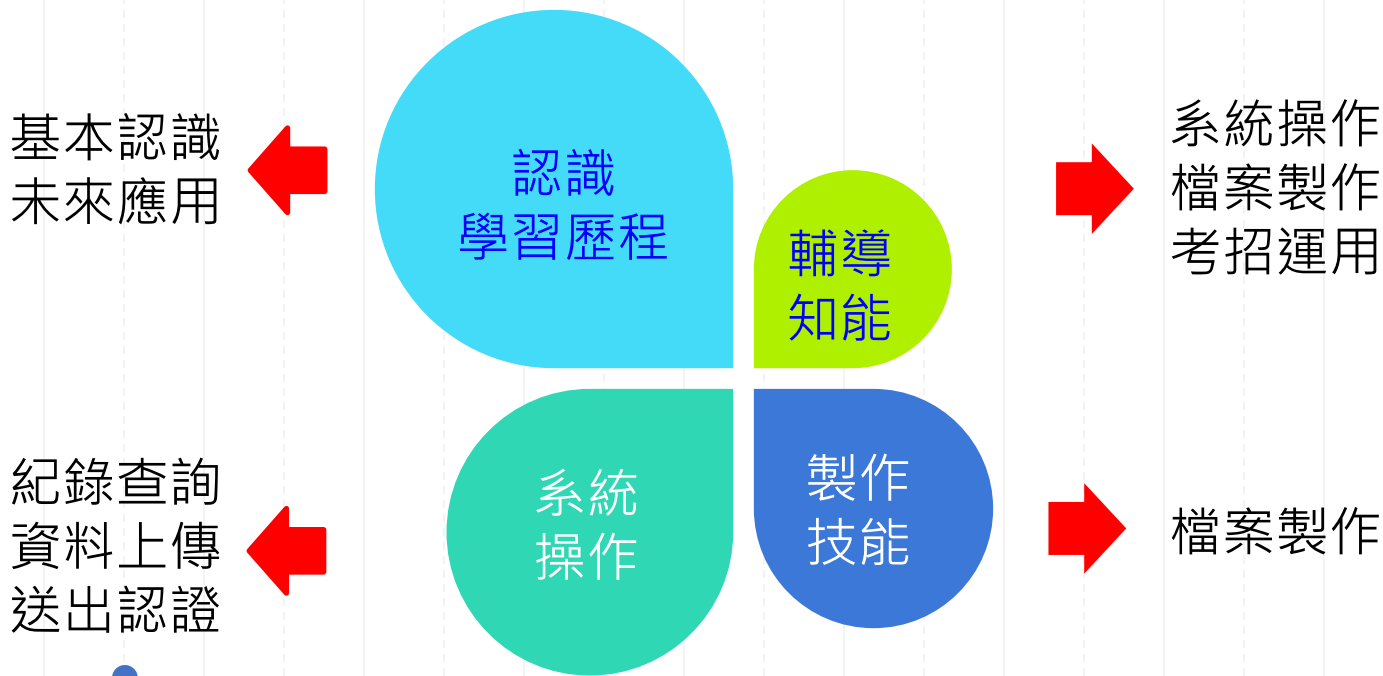 基本認識
未來應用
認識
學習歷程
輔導
知能
系統操作
檔案製作
考招運用
紀錄查詢
資料上傳
送出認證
系統
操作
製作
技能
檔案製作